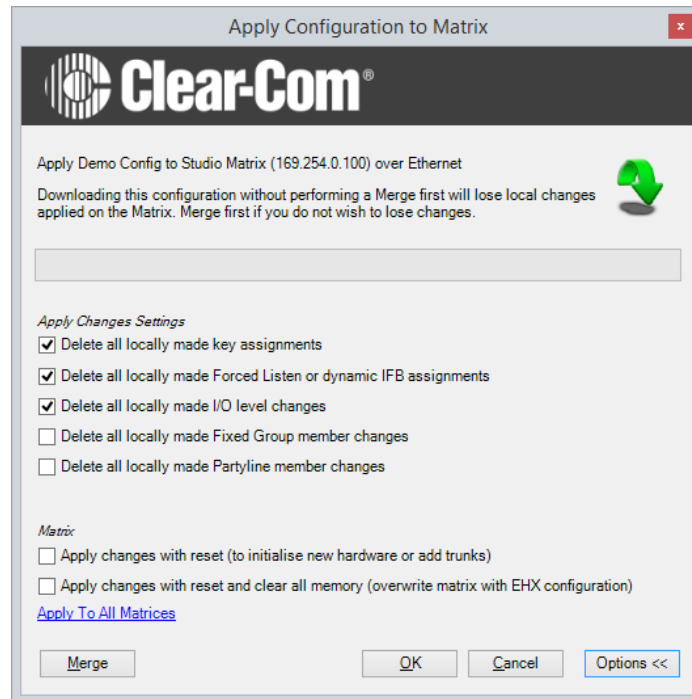 Apply Configuration to Matrix
x
Clear-Com®
Apply Demo Config to Studio Matrix (169.254.0.100) over Ethernet
Downloading this configuration without performing a Merge first will lose local changes
applied on the Matrix. Merge first if you do not wish to lose changes.
Apply Changes Settings
Delete all locally made key assignments
Delete all locally made Forced Listen or dynamic IFB assignments
Delete all locally made I/O level changes
Delete all locally made Fixed Group member changes
Delete all locally made Partyline member changes
Matrix
Apply changes with reset (to initialise new hardware or add trunks)
Apply changes with reset and clear all memory (overwrite matrix with EHX configuration)
Apply To All Matrices
Merge OK Cancel Options <<